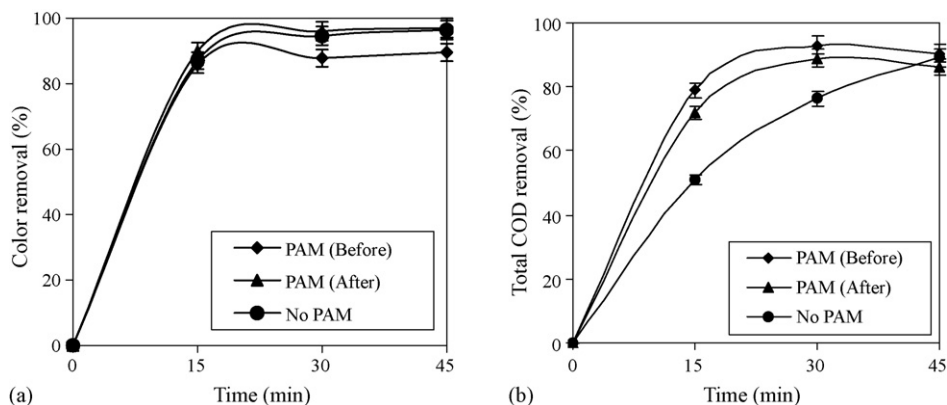 100
80
60
40
20
0
Color removal (%)
PAM (Before)
PAM (After)
No PAM
0 15 30 45
(a) Time (min)
100
80
60
40
20
0
Total COD removal (%)
PAM (Before)
PAM (After)
No PAM
0 15 30 45
(b) Time (min)